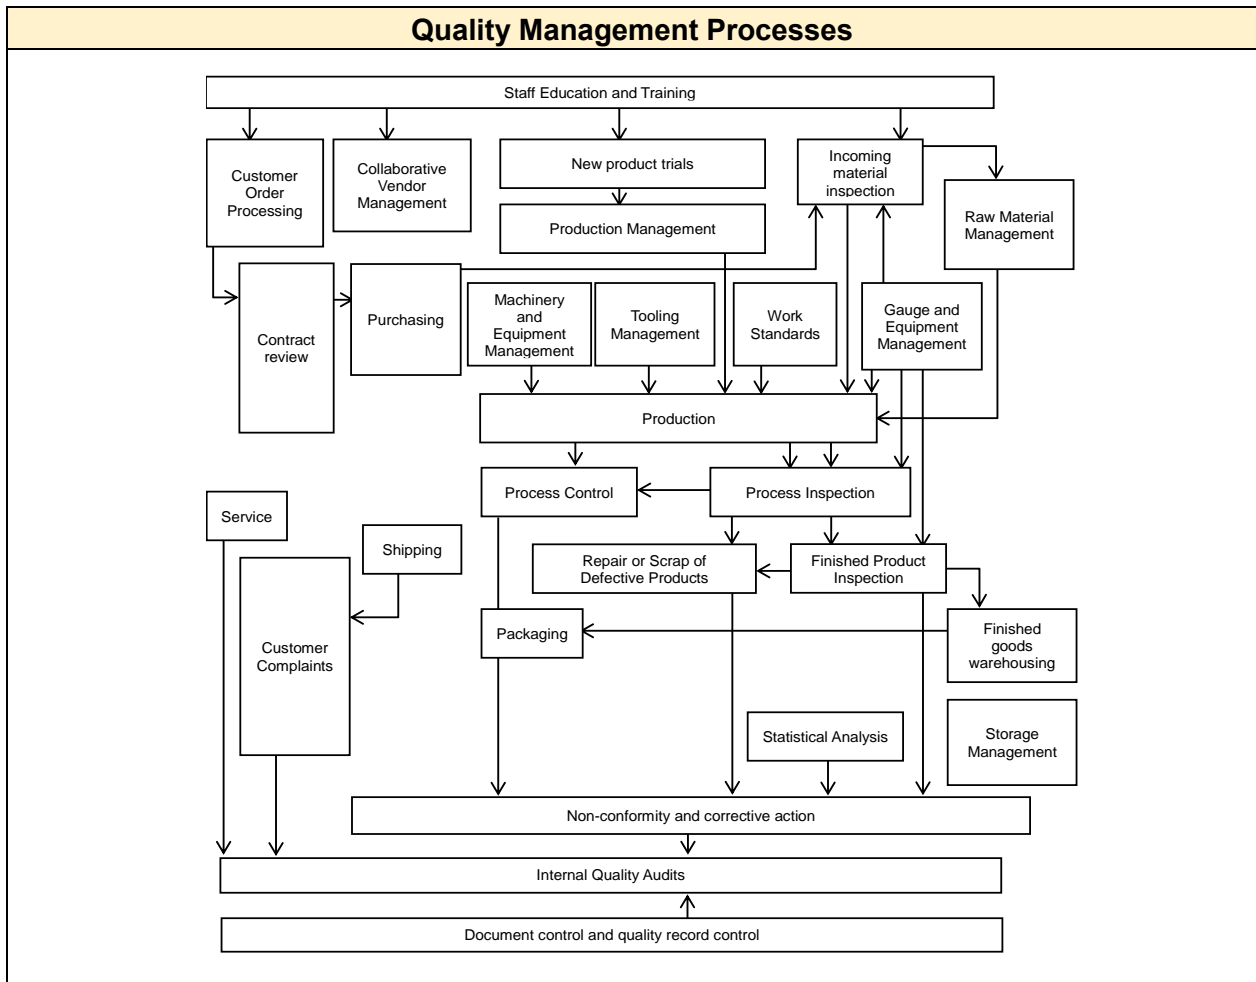 Quality Management Processes
Staff Education and Training
Customer
Order
Processing
Collaborative
Vendor
Management
New product trials
Incoming
material
inspection
Raw Material
Management
Production Management
Contract
review
Purchasing
Machinery
and
Equipment
Management
Tooling
Management
Work
Standards
Gauge and
Equipment
Management
Production
Process Control
Process Inspection
Service
Shipping
Repair or Scrap of
Defective Products
Finished Product
Inspection
Customer
Complaints
Packaging
Finished
goods
warehousing
Statistical Analysis
Storage
Management
Non-conformity and corrective action
Internal Quality Audits
Document control and quality record control